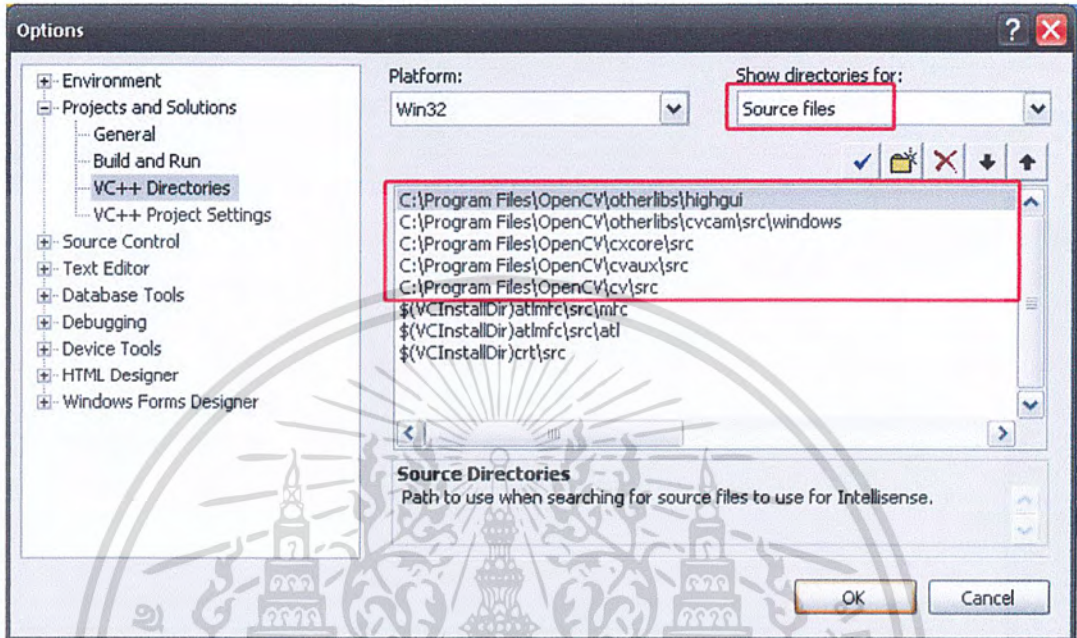 Options
Environment
Projects and Solutions
General
Build and Run
VC++ Directories
VC++ Project Settings
Source Control
Text Editor
Database Tools
Debugging
Device Tools
HTML Designer
Windows Forms Designer
Platform:
Win32
Show directories for:
Source files
C:\Program Files\OpenCV\otherlibs\highgui
C:\Program Files\OpenCV\otherlibs\cvcam\src\windows
C:\Program Files\OpenCV\cxcore\src
C:\Program Files\OpenCV\cvaux\src
C:\Program Files\OpenCV\cv\src
$(VCInstallDir)atlmfc\src\mfc
$(VCInstallDir)atlmfc\src\atl
$(VCInstallDir)crt\src
Source Directories
Path to use when searching for source files to use for Intellisense.
OK
Cancel